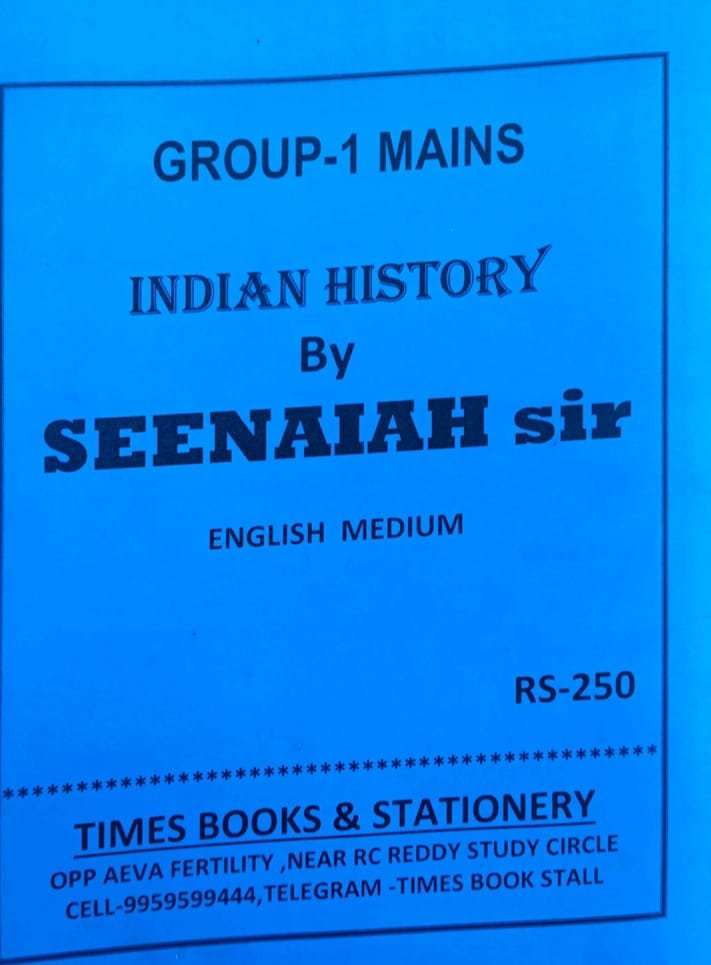 GROUP-1 MAINS
INDIAN HISTORY
By
SEENAIAH sir
ENGLISH MEDIUM
RS-250
********************************************
TIMES BOOKS & STATIONERY
OPP AEVA FERTILITY ,NEAR RC REDDY STUDY CIRCLE
CELL-9959599444,TELEGRAM -TIMES BOOK STALL